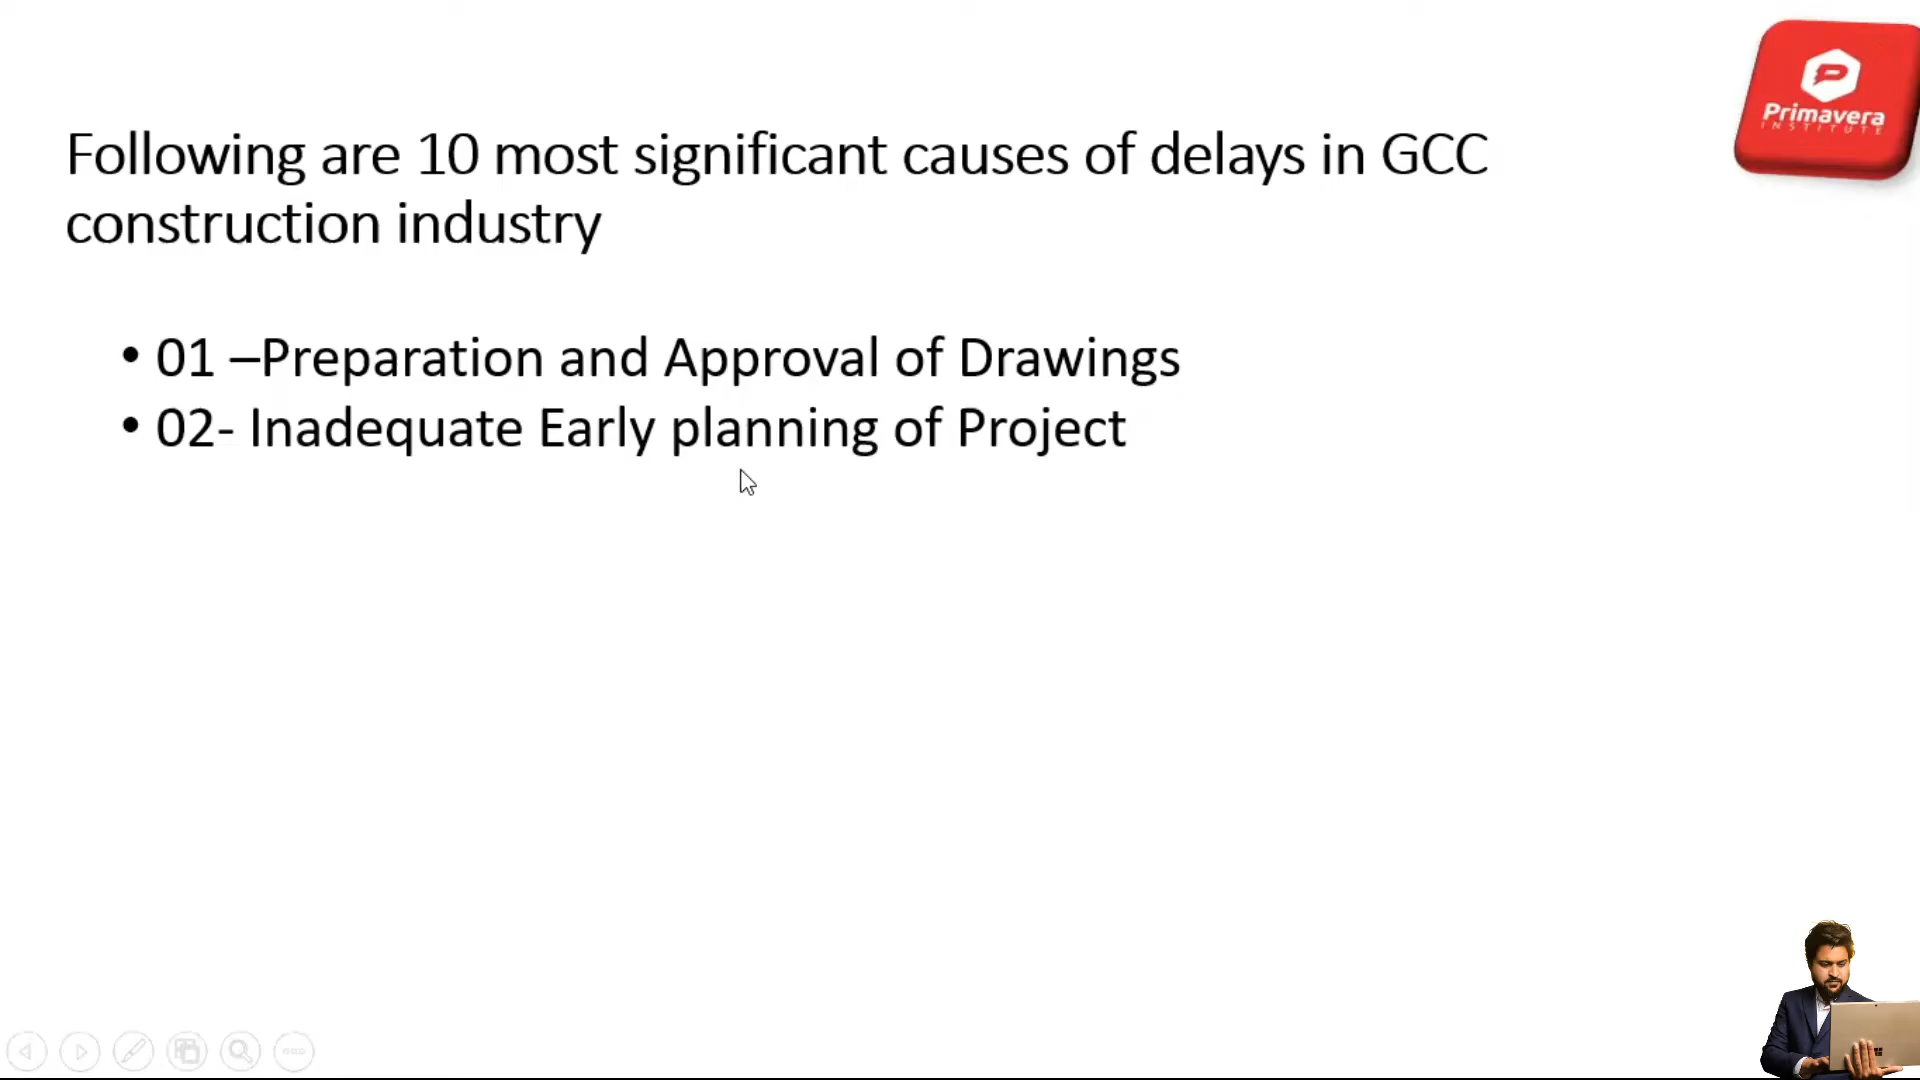 Primavera
INSTITUTE
Following are 10 most significant causes of delays in GCC
construction industry
• 01 –Preparation and Approval of Drawings
• 02- Inadequate Early planning of Project